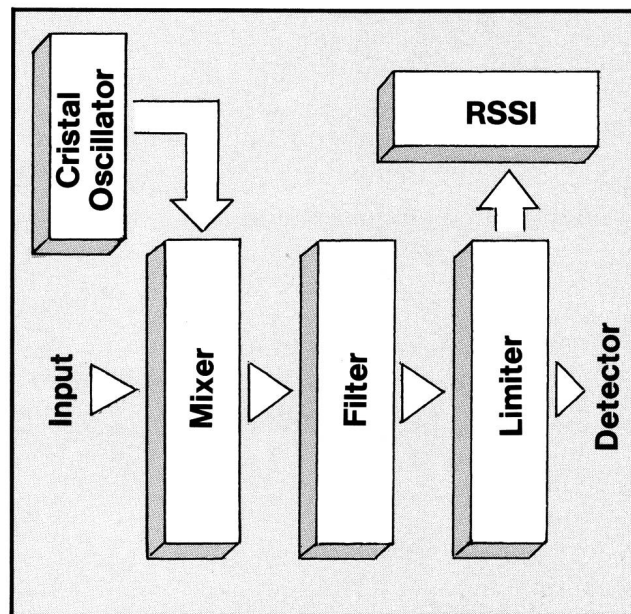 Input
Cristal
Oscillator
Mixer
Filter
Limiter
RSSI
Detector